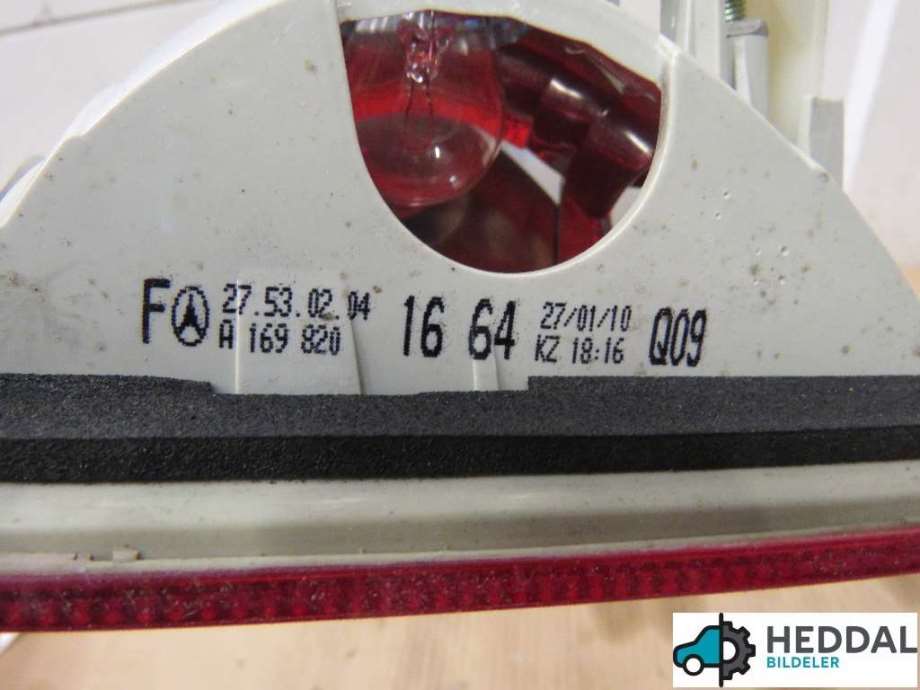 F 27.53.02.04 16 64 27/01/10 Q09
A 169 820 KZ 18:16
HEDDAL
BILDELER